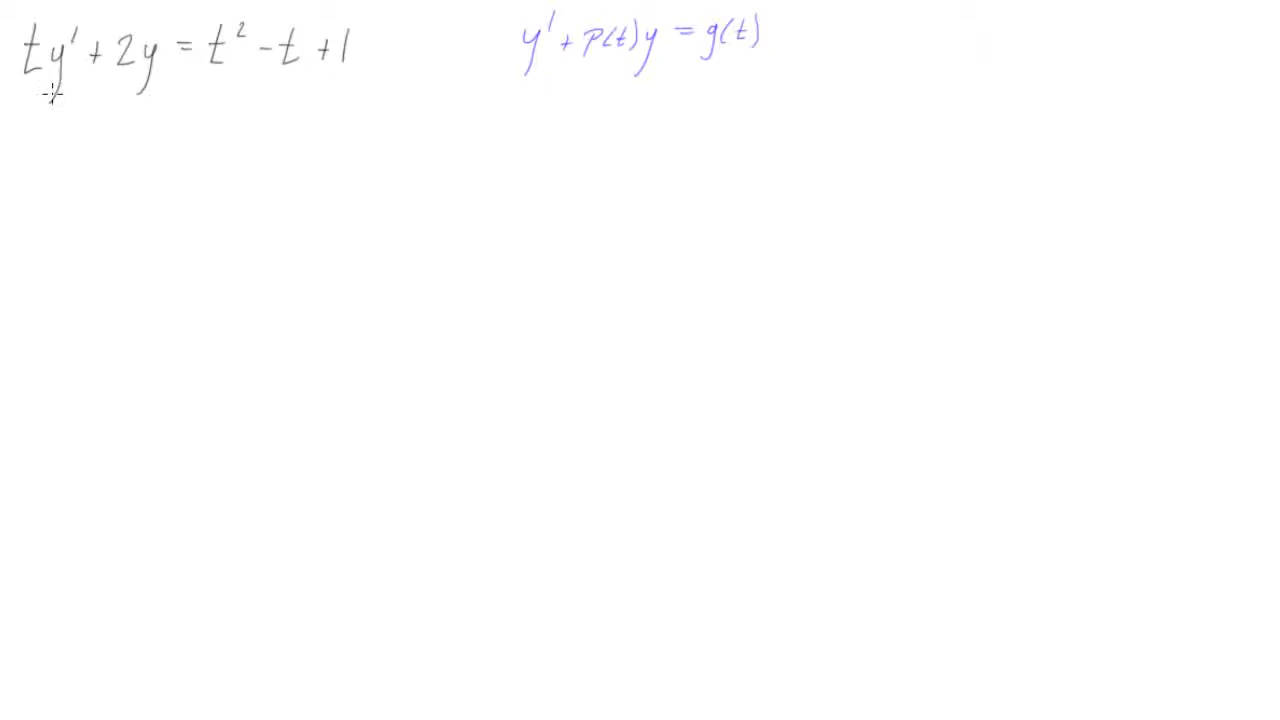 ty' + 2y = t² - t + 1
y' + p(t)y = g(t)